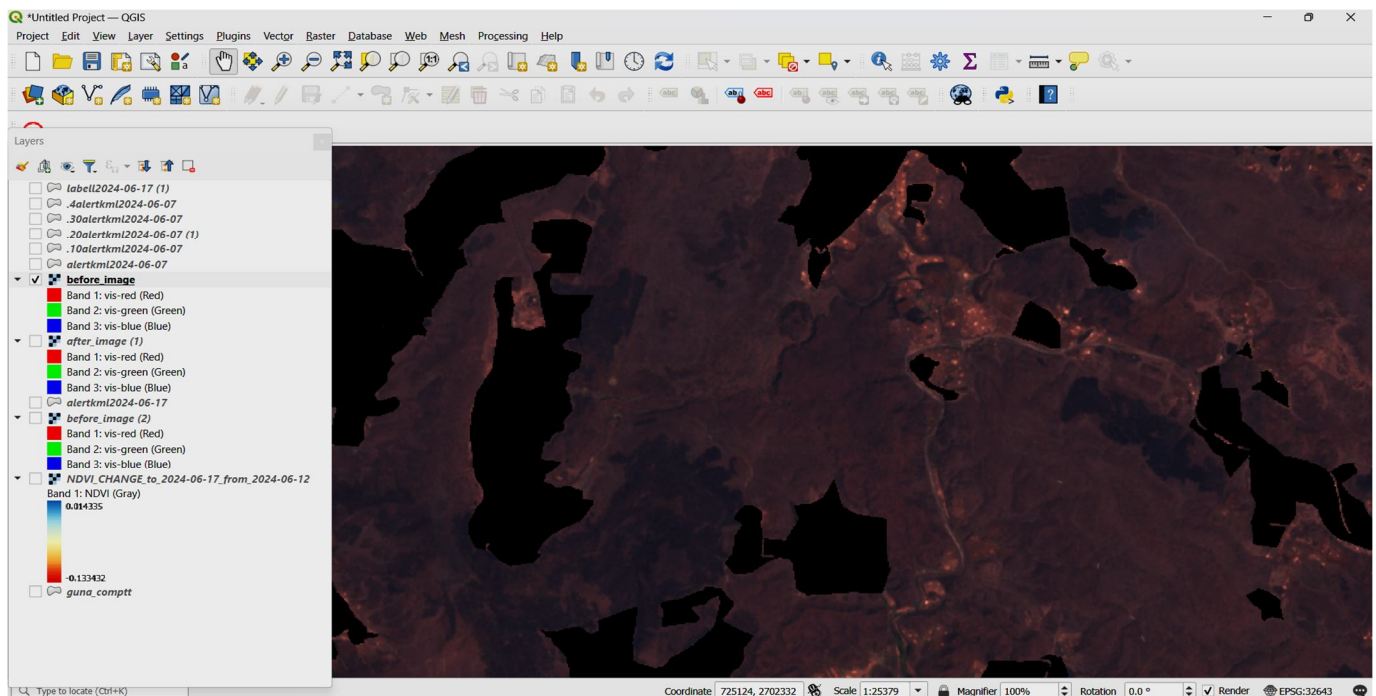 *Untitled Project — QGIS
Project Edit View Layer Settings Plugins Vector Raster Database Web Mesh Processing Help
Layers
labell2024-06-17 (1)
.4alertkml2024-06-07
.30alertkml2024-06-07
.20alertkml2024-06-07 (1)
.10alertkml2024-06-07
alertkml2024-06-07
before_image
Band 1: vis-red (Red)
Band 2: vis-green (Green)
Band 3: vis-blue (Blue)
after_image (1)
Band 1: vis-red (Red)
Band 2: vis-green (Green)
Band 3: vis-blue (Blue)
alertkml2024-06-17
before_image (2)
Band 1: vis-red (Red)
Band 2: vis-green (Green)
Band 3: vis-blue (Blue)
NDVI_CHANGE_to_2024-06-17_from_2024-06-12
Band 1: NDVI (Gray)
0.014335
-0.133432
guna_comptt
Type to locate (Ctrl+K) Coordinate 725124, 2702332 Scale 1:25379 Magnifier 100% Rotation 0.0 ° Render EPSG:32643